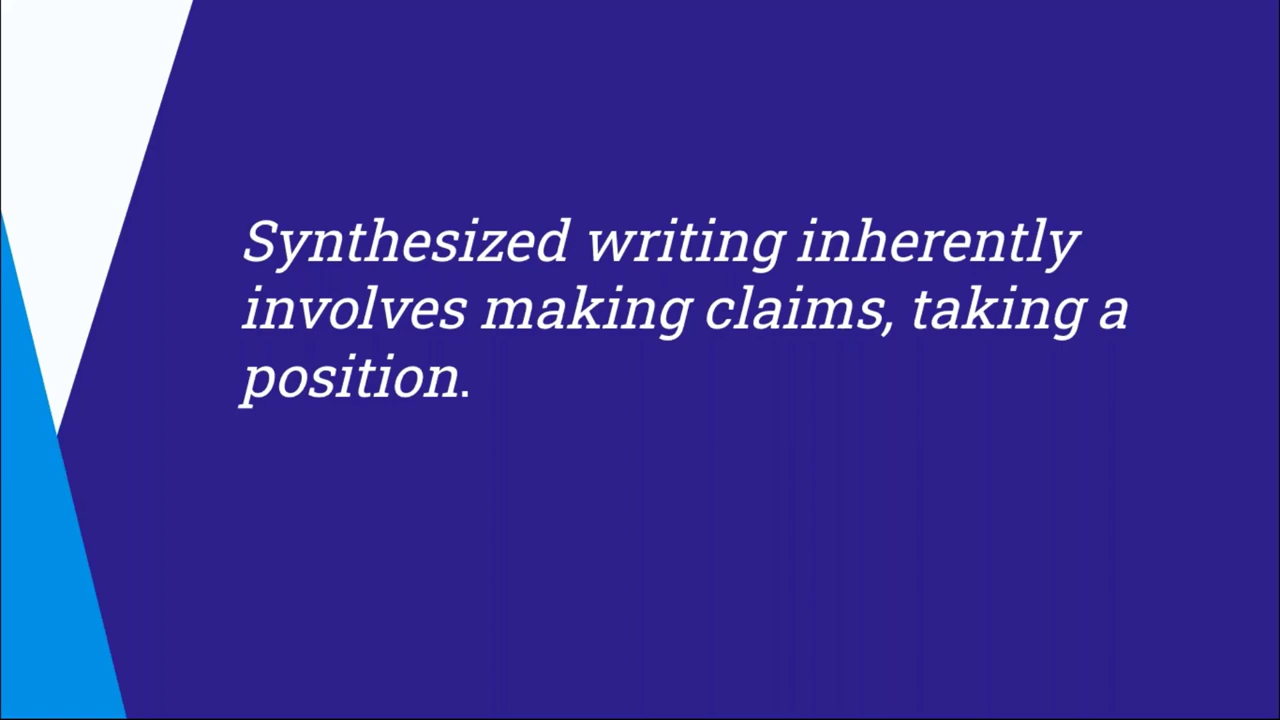 Synthesized writing inherently
involves making claims, taking a
position.